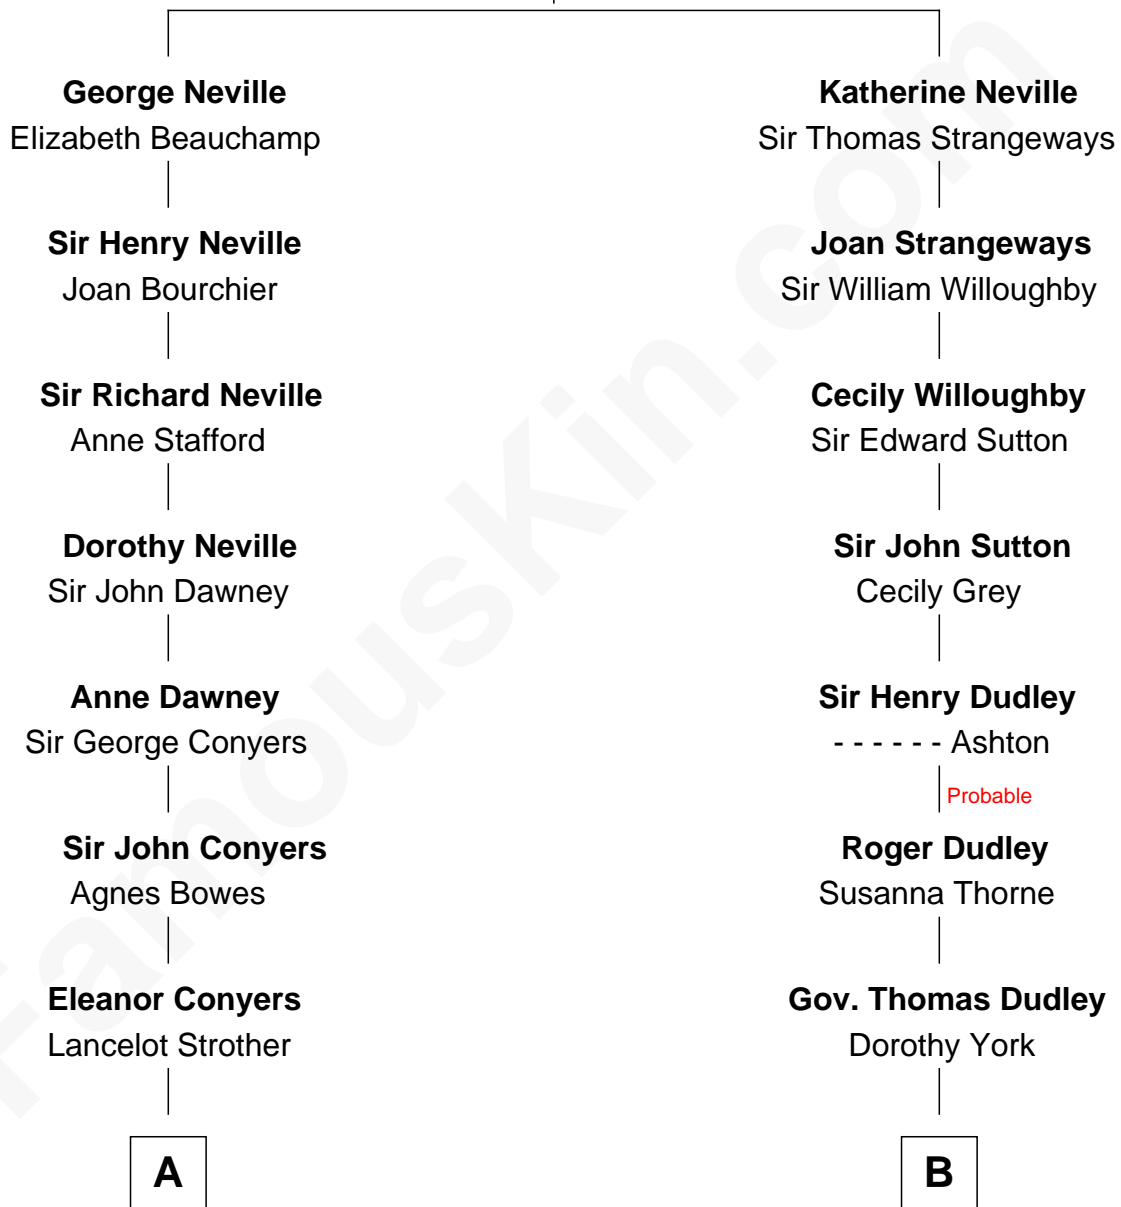 George Neville
Elizabeth Beauchamp
Sir Henry Neville
Joan Bourchier
Sir Richard Neville
Anne Stafford
Dorothy Neville
Sir John Dawney
Anne Dawney
Sir George Conyers
Sir John Conyers
Agnes Bowes
Eleanor Conyers
Lancelot Strother
A
Katherine Neville
Sir Thomas Strangeways
Joan Strangeways
Sir William Willoughby
Cecily Willoughby
Sir Edward Sutton
Sir John Sutton
Cecily Grey
Sir Henry Dudley
- - - - - - Ashton
Probable
Roger Dudley
Susanna Thorne
Gov. Thomas Dudley
Dorothy York
B
FamousKin.com